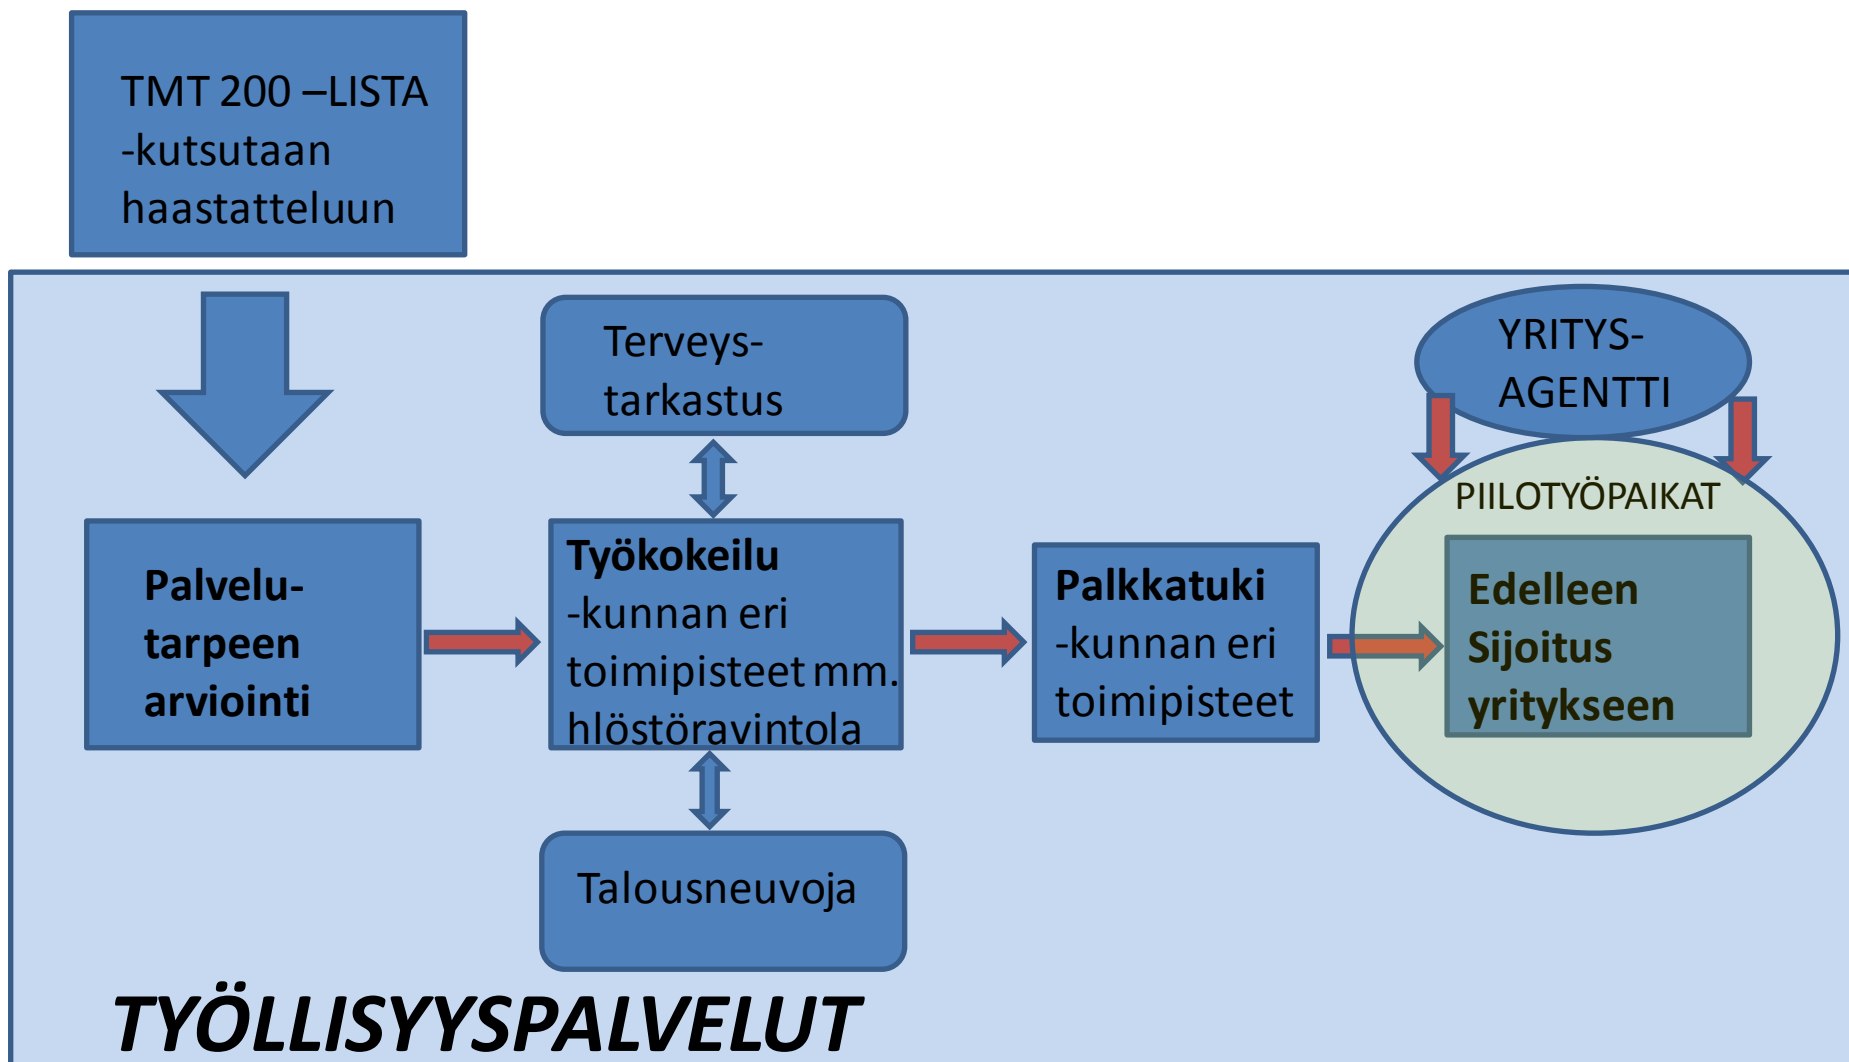 TMT 200 –LISTA
-kutsutaan
haastatteluun
Terveys-
tarkastus
YRITYS-
AGENTTI
PIILOTYÖPAIKAT
Palvelu-
tarpeen
arviointi
Työkokeilu
-kunnan eri
toimipisteet mm.
hlöstöravintola
Palkkatuki
-kunnan eri
toimipisteet
Edelleen
Sijoitus
yritykseen
Talousneuvoja
TYÖLLISYYSPALVELUT